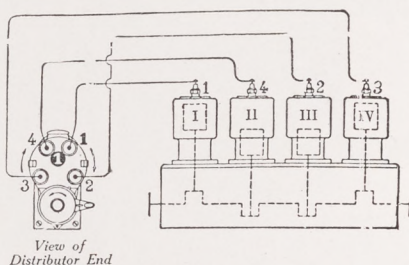 1 4 2 3
I II III IV
4 1
1
3 2
View of
Distributor End